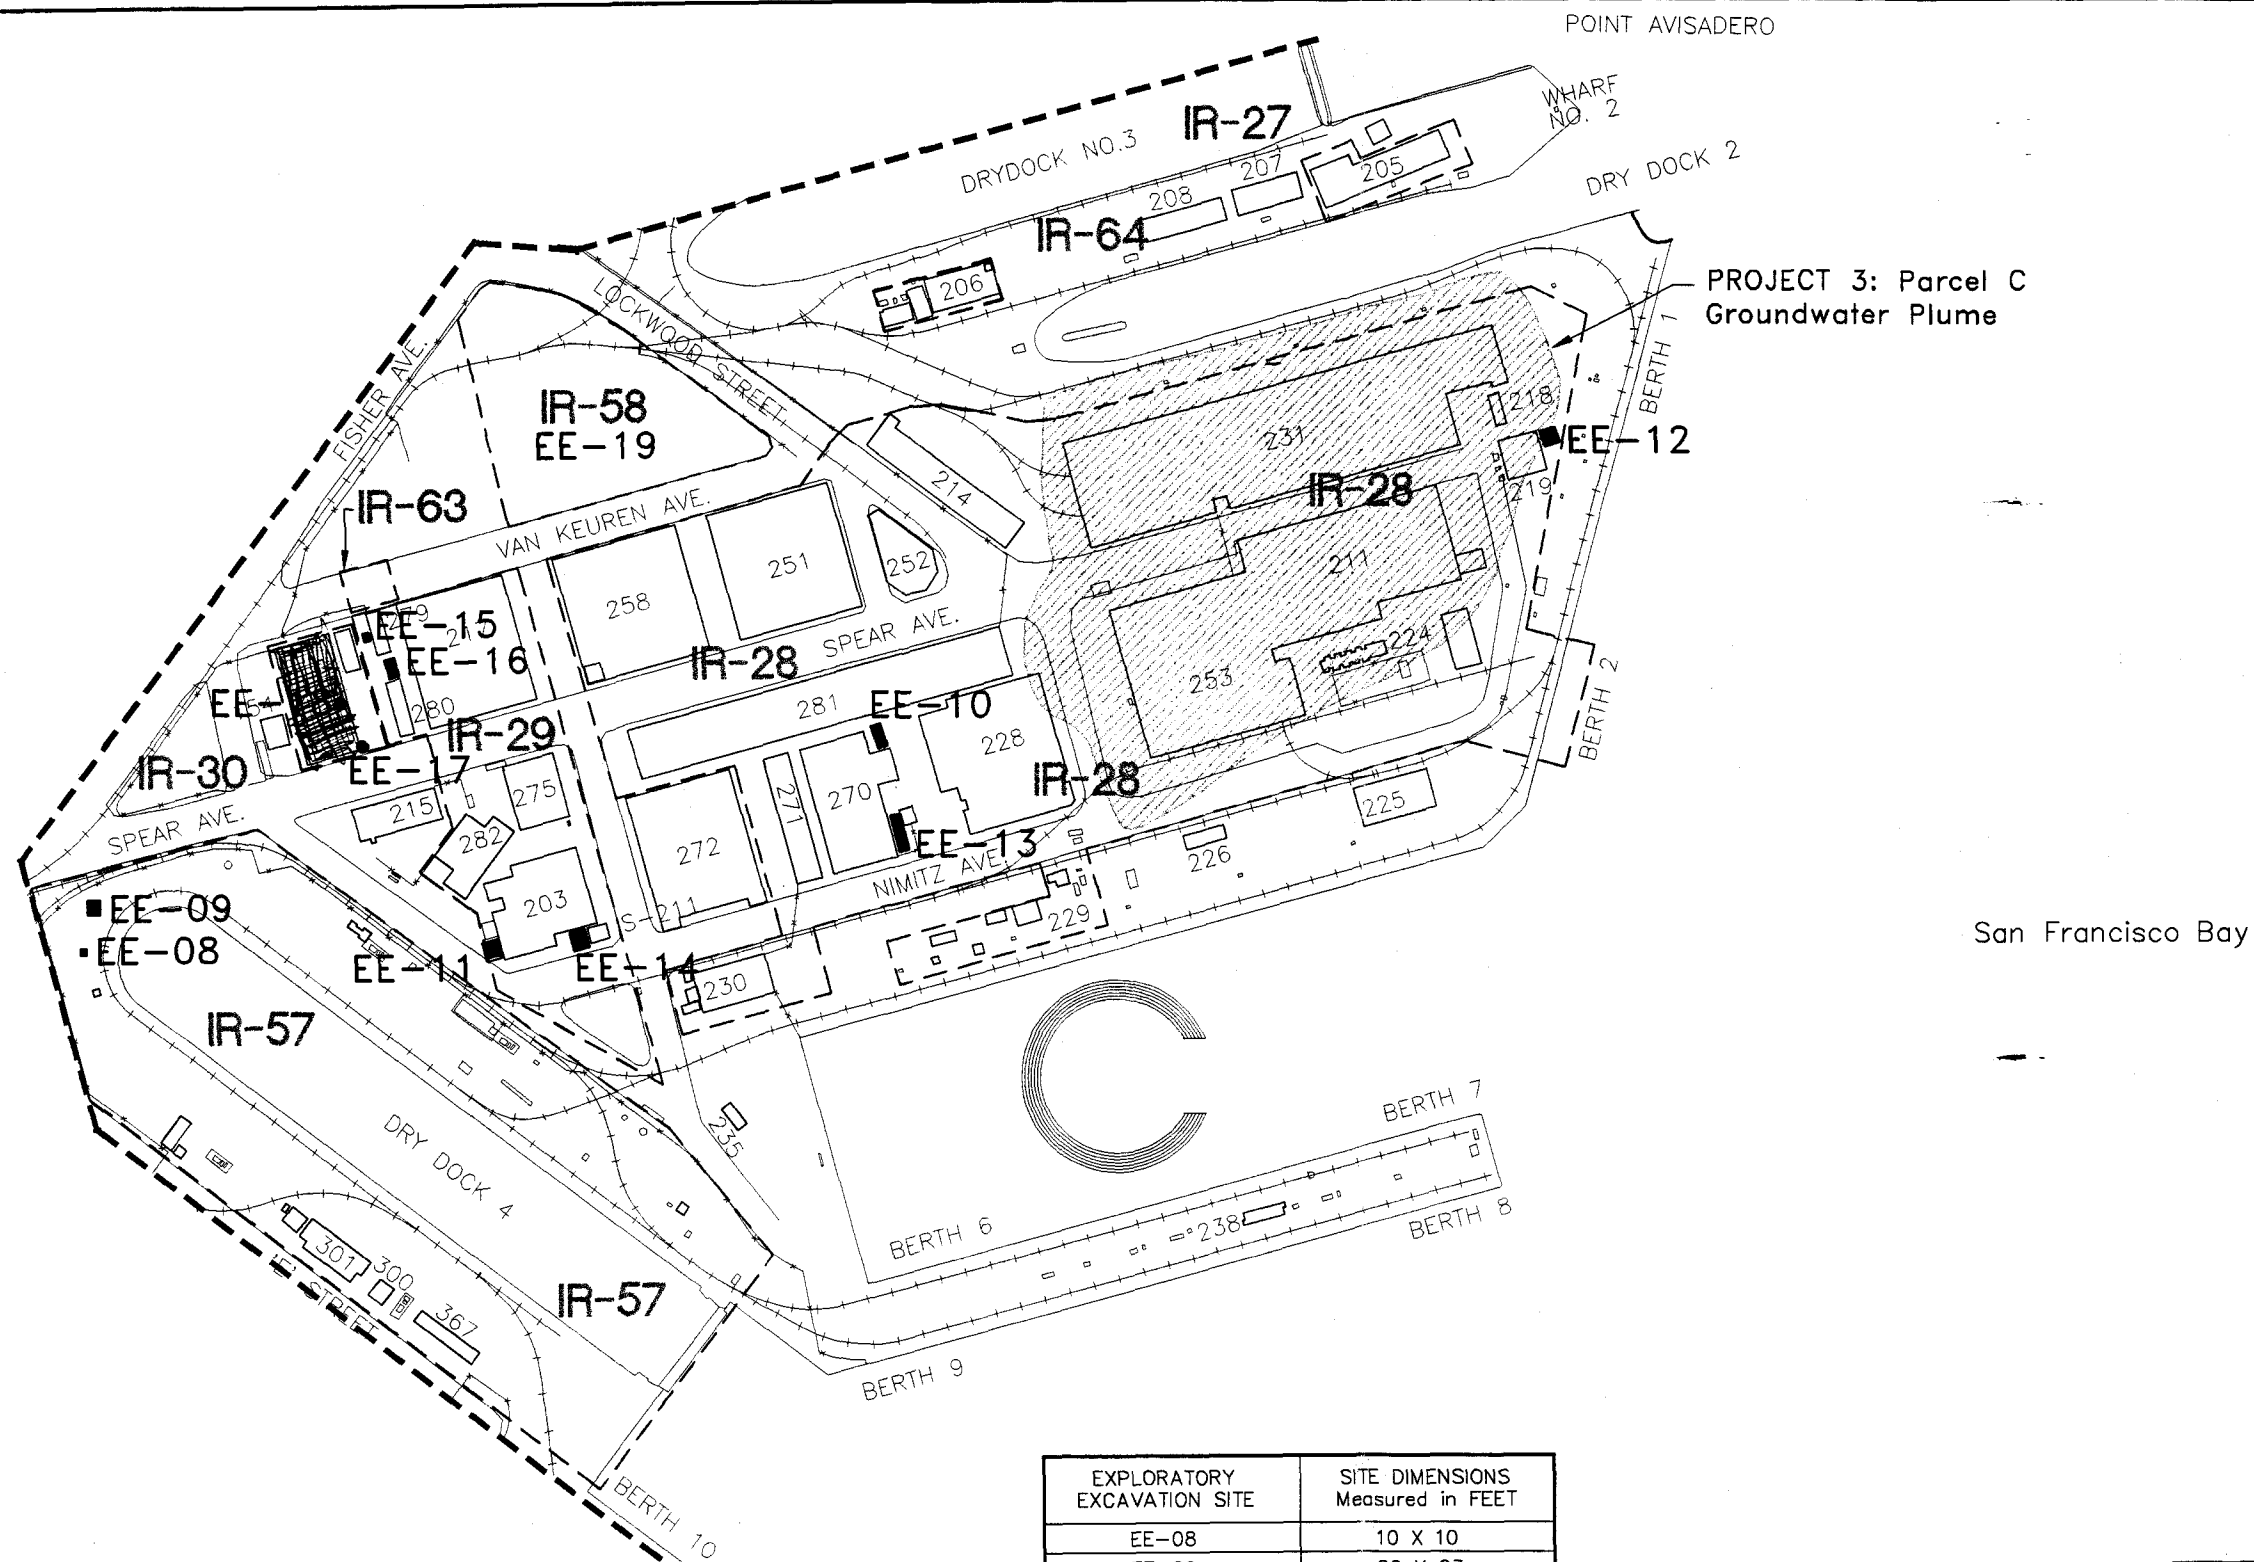 POINT AVISADERO
WHARF
NO. 2
IR-27
DRYDOCK NO.3
207
205
208
DRY DOCK 2
IR-64
206
PROJECT 3: Parcel C
Groundwater Plume
LOCKWOOD STREET
BERTH 1
FISHER AVE.
IR-58
EE-19
218
231
EE-12
214
IR-28
219
IR-63
VAN KEUREN AVE.
251
252
211
258
279
EE-15
EE-16
SPEAR AVE.
224
IR-28
253
BERTH 2
EE-
280
281
EE-10
IR-29
228
IR-30
EE-17
IR-28
275
271
270
215
225
SPEAR AVE.
282
272
EE-13
226
NIMITZ AVE.
203
S-211
229
EE-09
EE-08
EE-11
EE-14
230
San Francisco Bay
IR-57
C
235
DRY DOCK 4
BERTH 7
BERTH 6
238
BERTH 8
301
300
'E' STREET
367
IR-57
BERTH 9
BERTH 10
EXPLORATORY
EXCAVATION SITE
SITE DIMENSIONS
Measured in FEET
EE-08
10 X 10